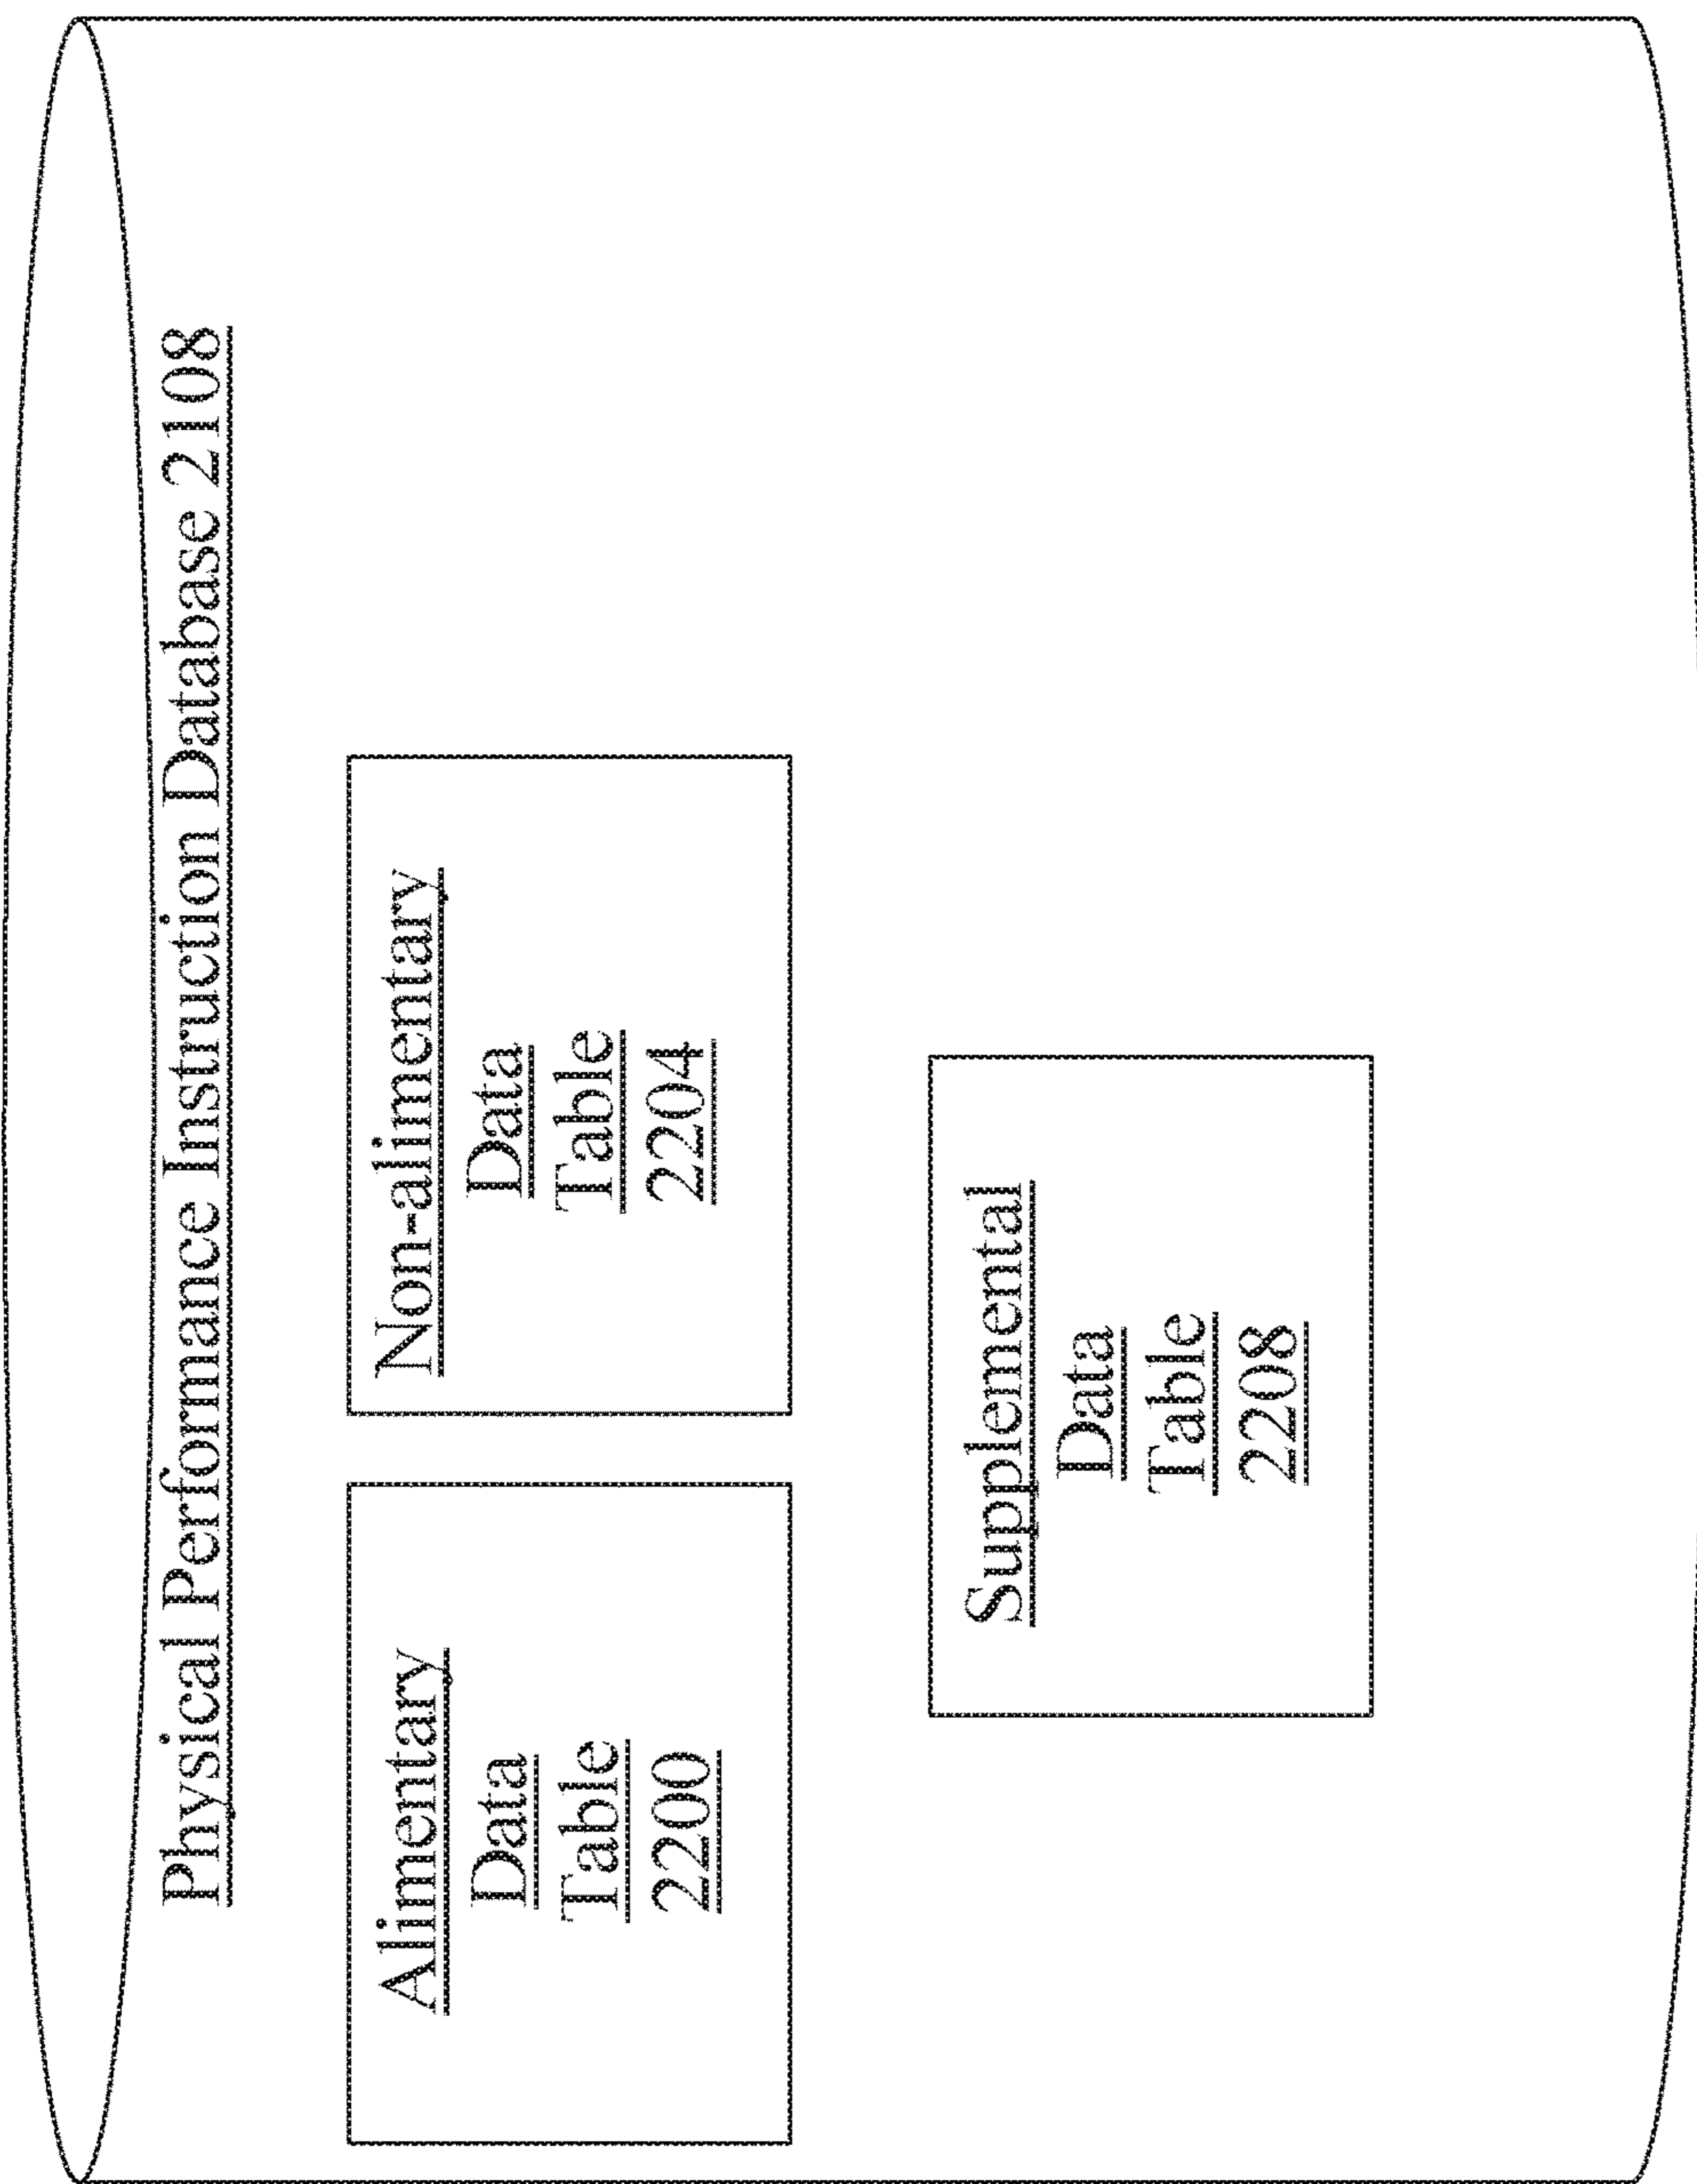 Physical Performance Instruction Database 2108
Alimentary
Data
Table
2200
Non-alimentary
Data
Table
2204
Supplemental
Data
Table
2208